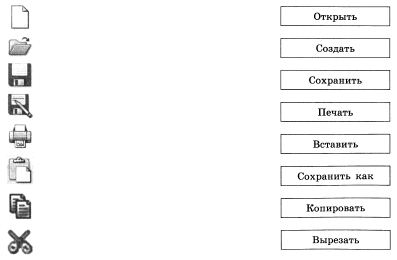 Открыть
Создать
Сохранить
Печать
Вставить
Сохранить как
Копировать
Вырезать